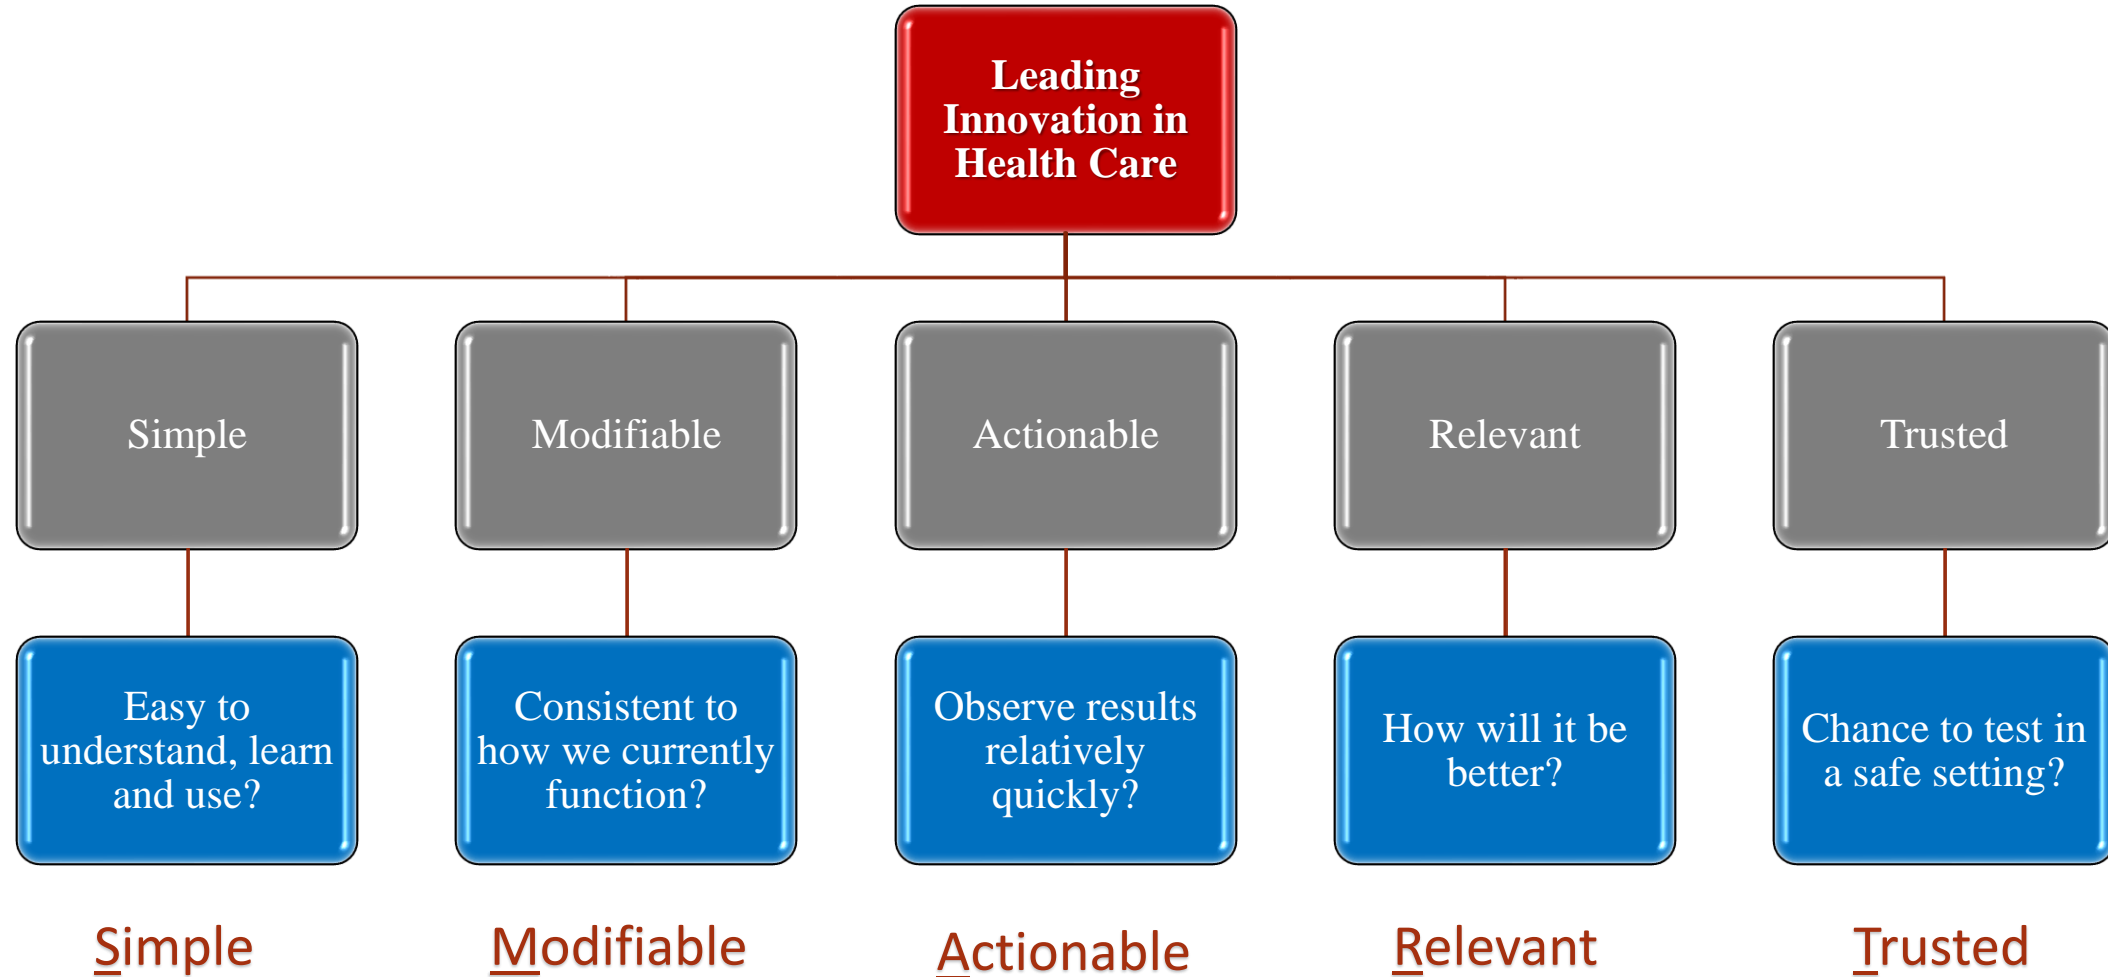 Leading
Innovation in
Health Care
Simple
Modifiable
Actionable
Relevant
Trusted
Easy to
understand, learn
and use?
Consistent to
how we currently
function?
Observe results
relatively
quickly?
How will it be
better?
Chance to test in
a safe setting?
Simple
Modifiable
Actionable
Relevant
Trusted